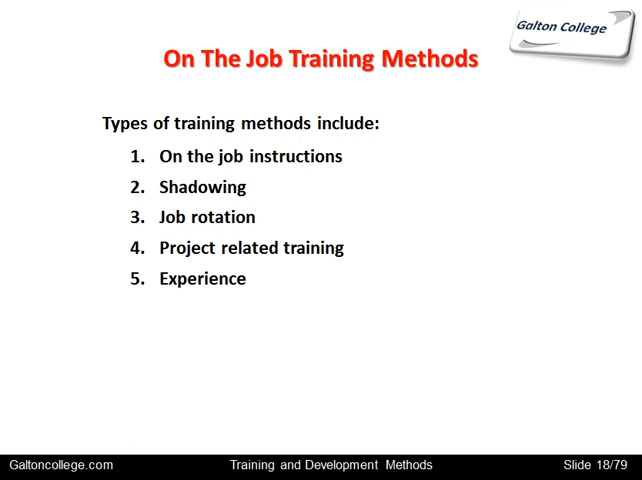 Galton College
On The Job Training Methods
Types of training methods include:
1. On the job instructions
2. Shadowing
3. Job rotation
4. Project related training
5. Experience
Galtoncollege.com Training and Development Methods Slide 18/79